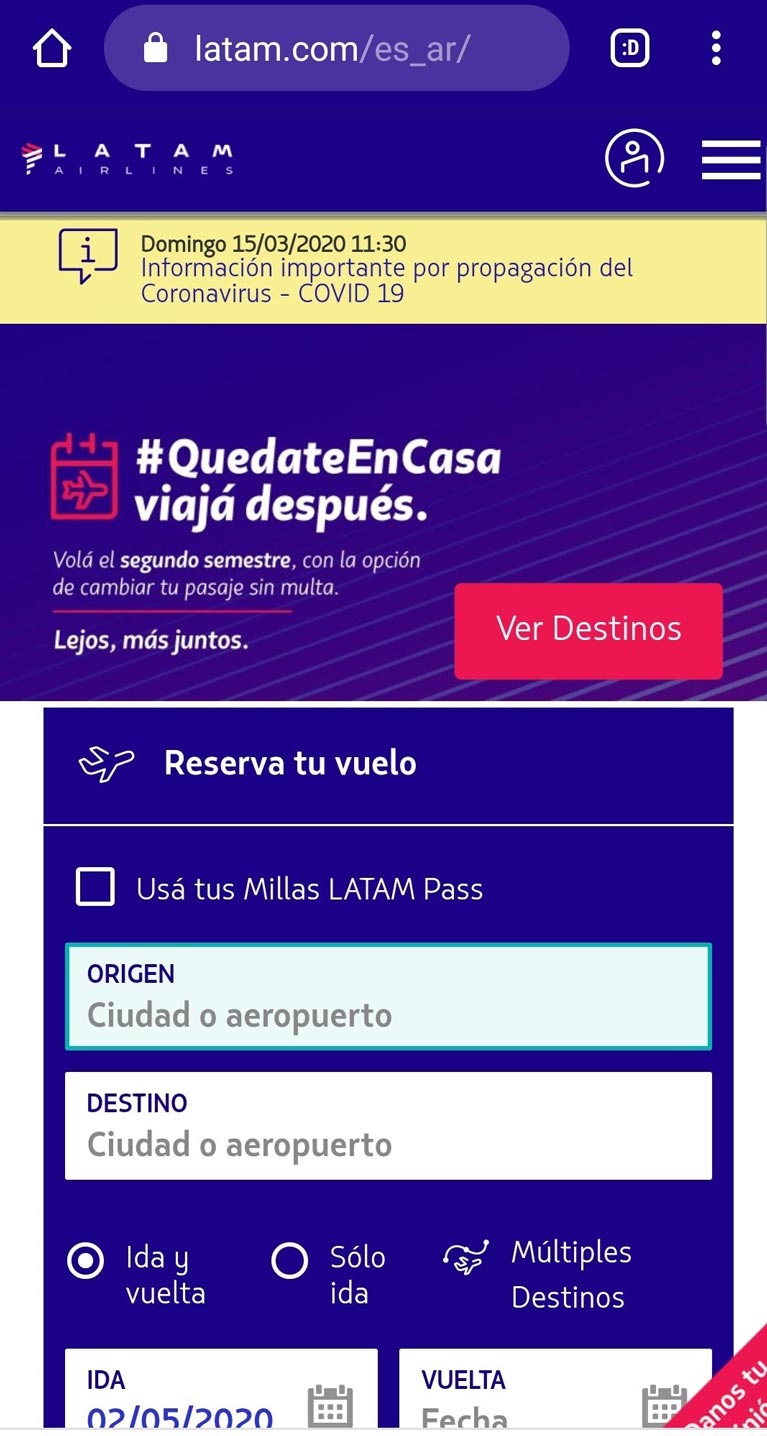 latam.com/es_ar/
:D
LATAM
AIRLINES
Domingo 15/03/2020 11:30
Información importante por propagación del
Coronavirus - COVID 19
#QuedateEnCasa
viajá después.
Volá el segundo semestre, con la opción
de cambiar tu pasaje sin multa.
Lejos, más juntos.
Ver Destinos
Reserva tu vuelo
Usá tus Millas LATAM Pass
ORIGEN
Ciudad o aeropuerto
DESTINO
Ciudad o aeropuerto
Ida y
vuelta
Sólo
ida
Múltiples
Destinos
IDA
02/05/2020
VUELTA
Fecha
tu